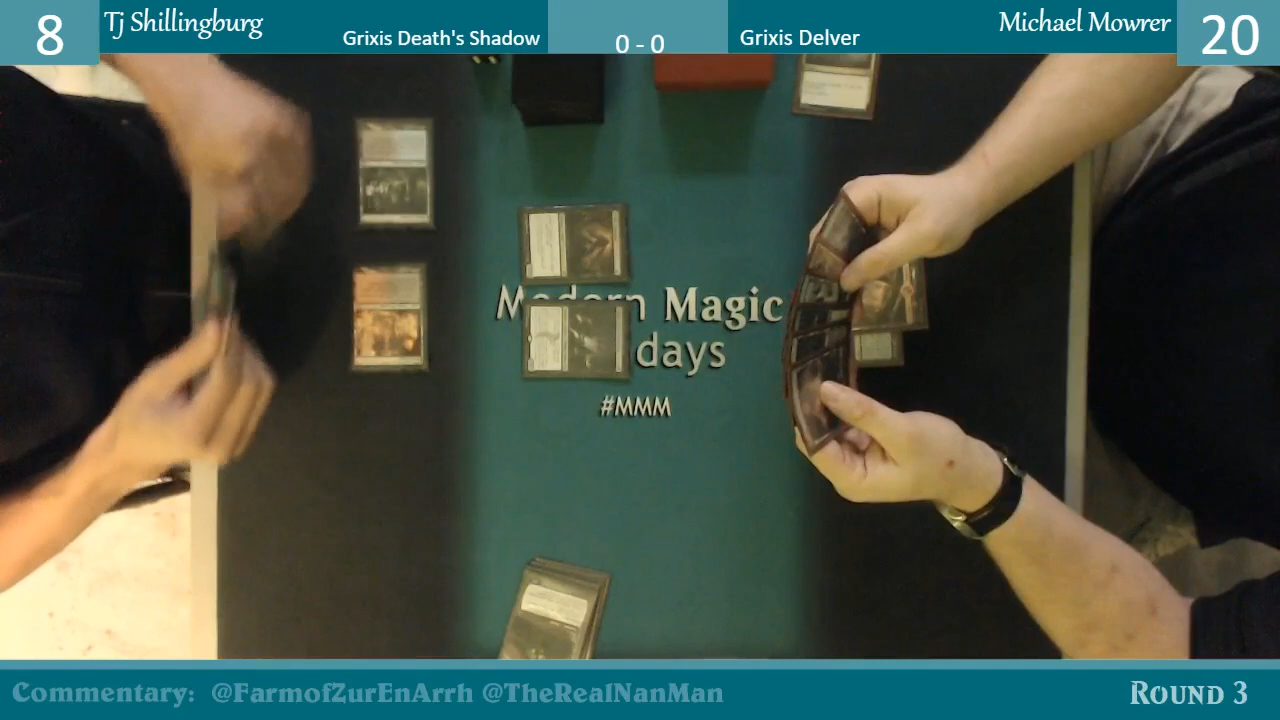 8
Tj Shillingburg
Grixis Death's Shadow
0 - 0
Grixis Delver
Michael Mowrer
20
Modern Magic
days
#MMM
Commentary: @FarmofZurEnArrh @TheRealNanMan
Round 3